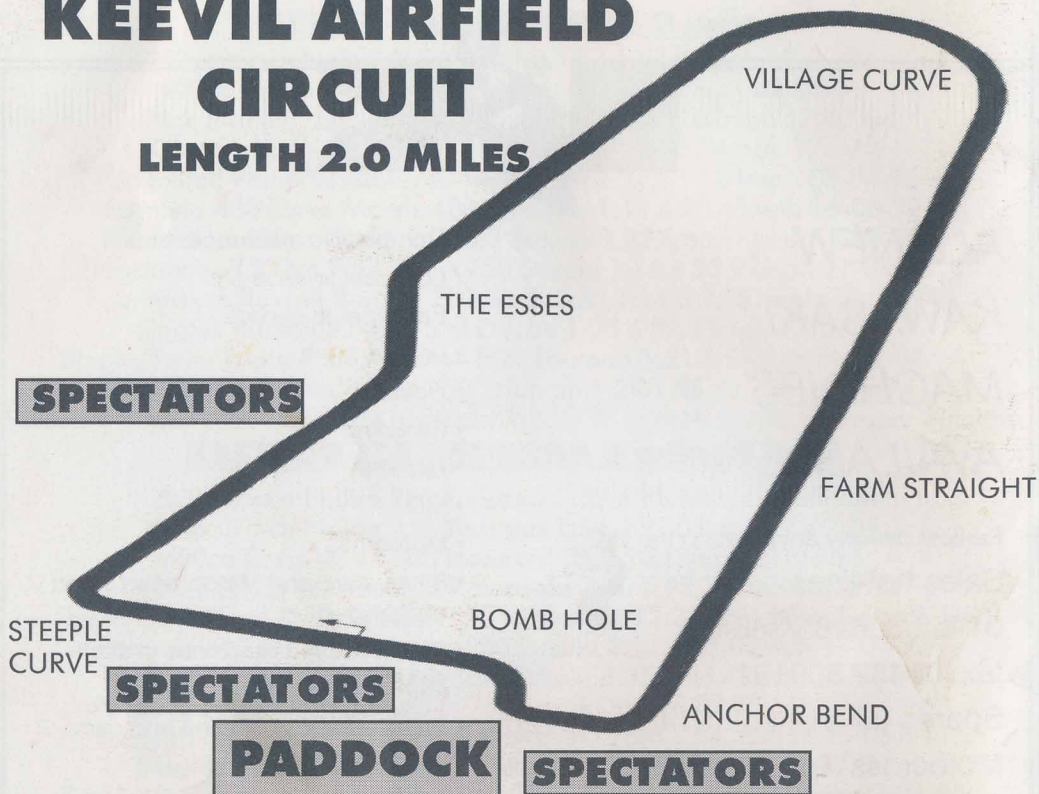 KEEVIL AIRFIELD
CIRCUIT
LENGTH 2.0 MILES
VILLAGE CURVE
THE ESSES
SPECTATORS
FARM STRAIGHT
BOMB HOLE
STEEPLE
CURVE
SPECTATORS
ANCHOR BEND
PADDOCK
SPECTATORS